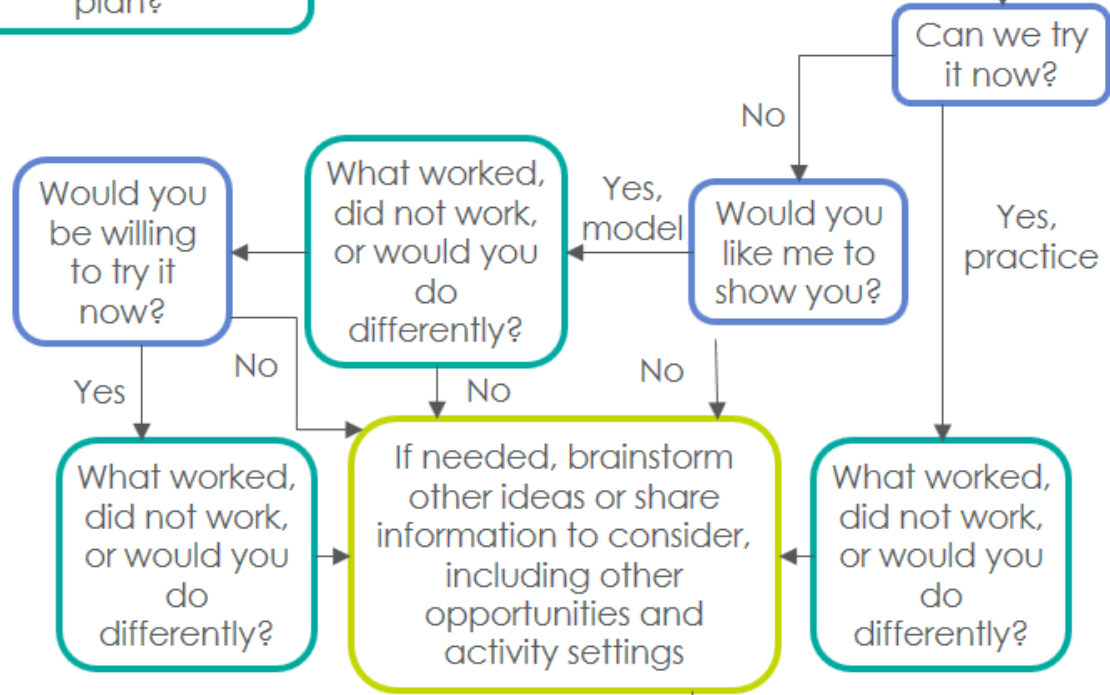 plan?
Can we try
it now?
No
Yes,
practice
Would you
like me to
show you?
Yes,
model
What worked,
did not work,
or would you
do
differently?
Would you
be willing
to try it
now?
Yes
No
No
No
What worked,
did not work,
or would you
do
differently?
If needed, brainstorm
other ideas or share
information to consider,
including other
opportunities and
activity settings
What worked,
did not work,
or would you
do
differently?